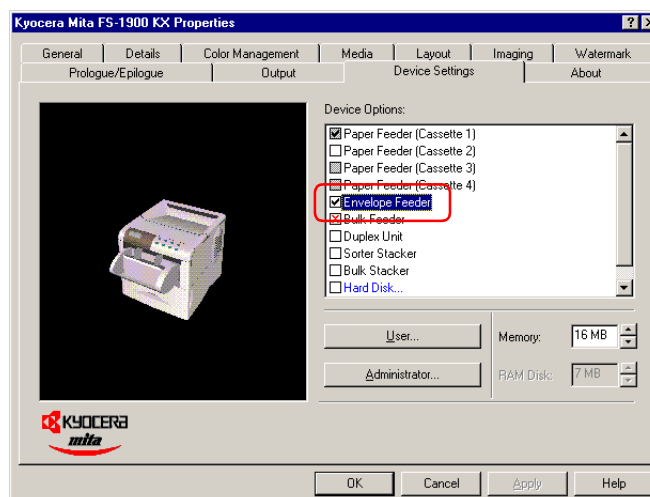 Kyocera Mita FS-1900 KX Properties
General Details Color Management Media Layout Imaging Watermark
Prologue/Epilogue Output Device Settings About
Device Options:
Paper Feeder (Cassette 1)
Paper Feeder (Cassette 2)
Paper Feeder (Cassette 3)
Paper Feeder (Cassette 4)
Envelope Feeder
Bulk Feeder
Duplex Unit
Sorter Stacker
Bulk Stacker
Hard Disk...
User... Memory: 16 MB
Administrator... RAM Disk: 7 MB
KYOCERA
mita
OK Cancel Apply Help